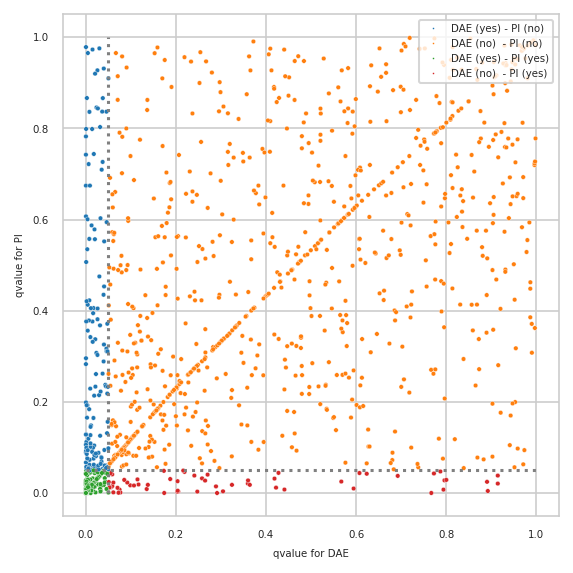 DAE (yes) - PI (no)
DAE (no) - PI (no)
DAE (yes) - PI (yes)
DAE (no) - PI (yes)
1.0
0.8
0.6
0.4
0.2
0.0
qvalue for PI
0.0 0.2 0.4 0.6 0.8 1.0
qvalue for DAE